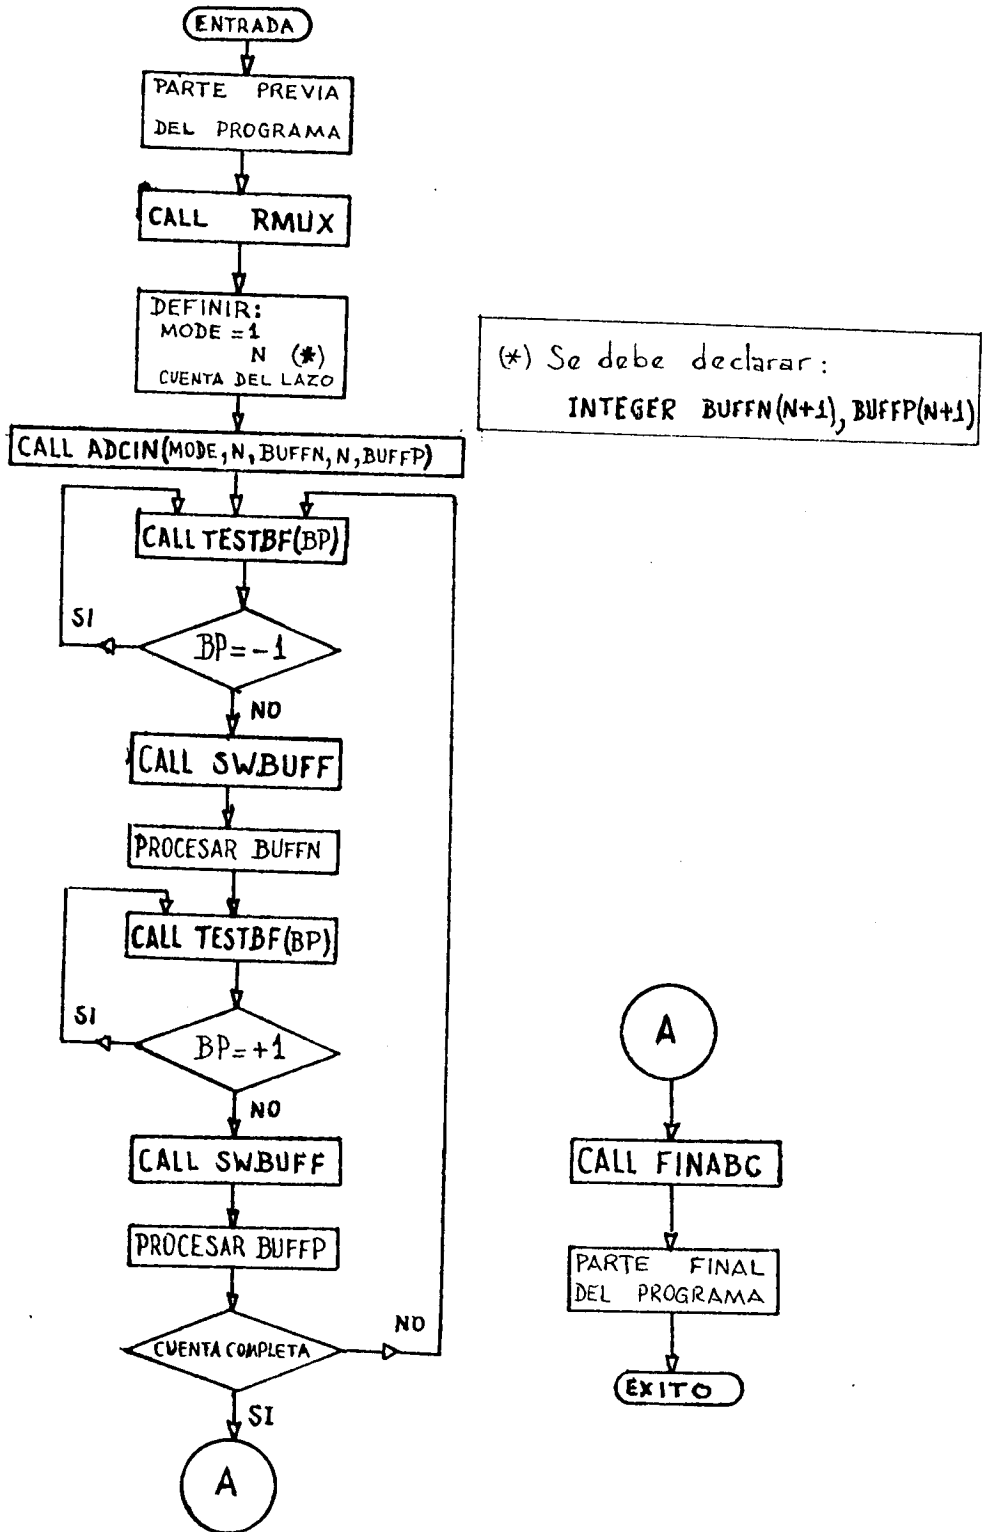 ENTRADA
PARTE PREVIA
DEL PROGRAMA
CALL RMUX
DEFINIR:
MODE = 1
N (*)
CUENTA DEL LAZO
(*) Se debe declarar:
INTEGER BUFFN(N+1), BUFFP(N+1)
CALL ADCIN(MODE, N, BUFFN, N, BUFFP)
CALL TESTBF(BP)
SI
BP = -1
NO
CALL SWBUFF
PROCESAR BUFFN
CALL TESTBF(BP)
SI
BP = +1
NO
CALL SWBUFF
PROCESAR BUFFP
CUENTA COMPLETA
NO
SI
A
A
CALL FINABC
PARTE FINAL
DEL PROGRAMA
EXITO